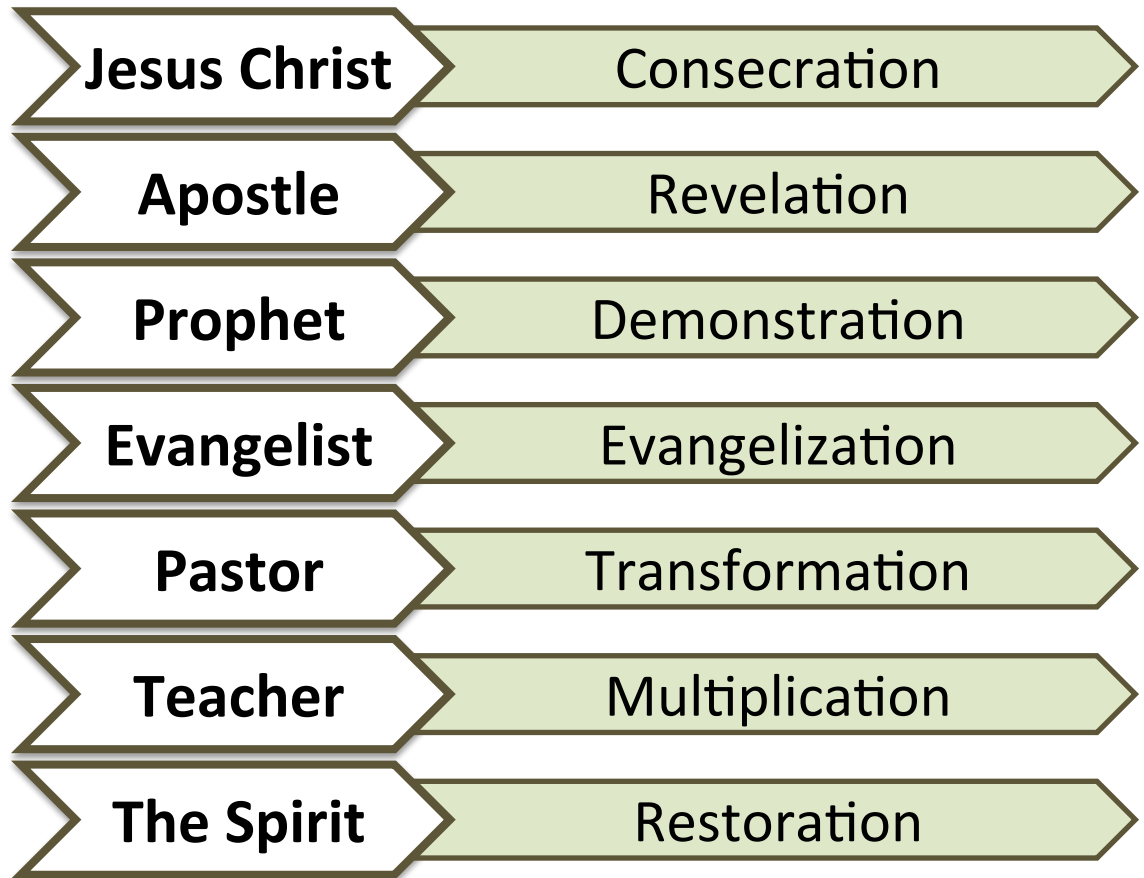 Jesus Christ Consecration
Apostle Revelation
Prophet Demonstration
Evangelist Evangelization
Pastor Transformation
Teacher Multiplication
The Spirit Restoration